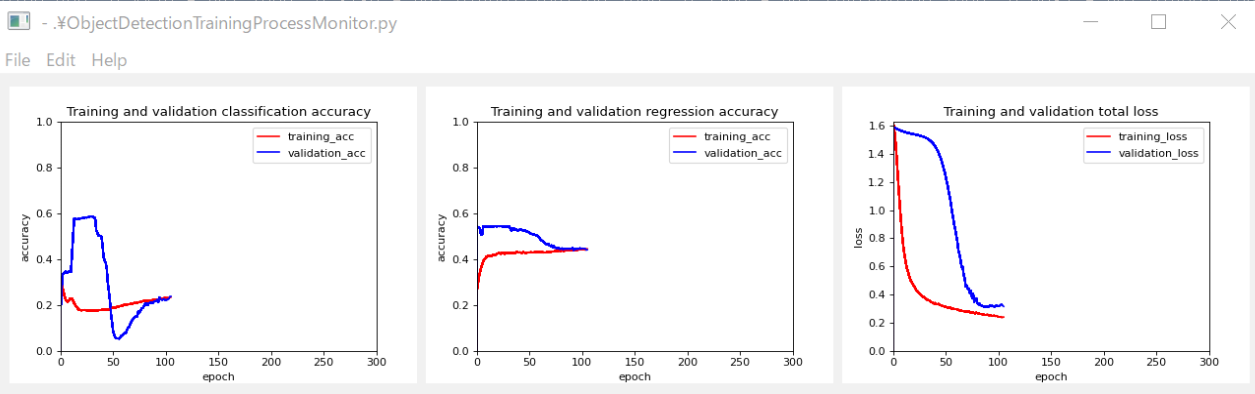 - .¥ObjectDetectionTrainingProcessMonitor.py
File Edit Help
Training and validation classification accuracy
1.0
0.8
0.6
0.4
0.2
0.0
accuracy
training_acc
validation_acc
0 50 100 150 200 250 300
epoch
Training and validation regression accuracy
1.0
0.8
0.6
0.4
0.2
0.0
accuracy
training_acc
validation_acc
0 50 100 150 200 250 300
epoch
Training and validation total loss
1.6
1.4
1.2
1.0
0.8
0.6
0.4
0.2
0.0
loss
training_loss
validation_loss
0 50 100 150 200 250 300
epoch